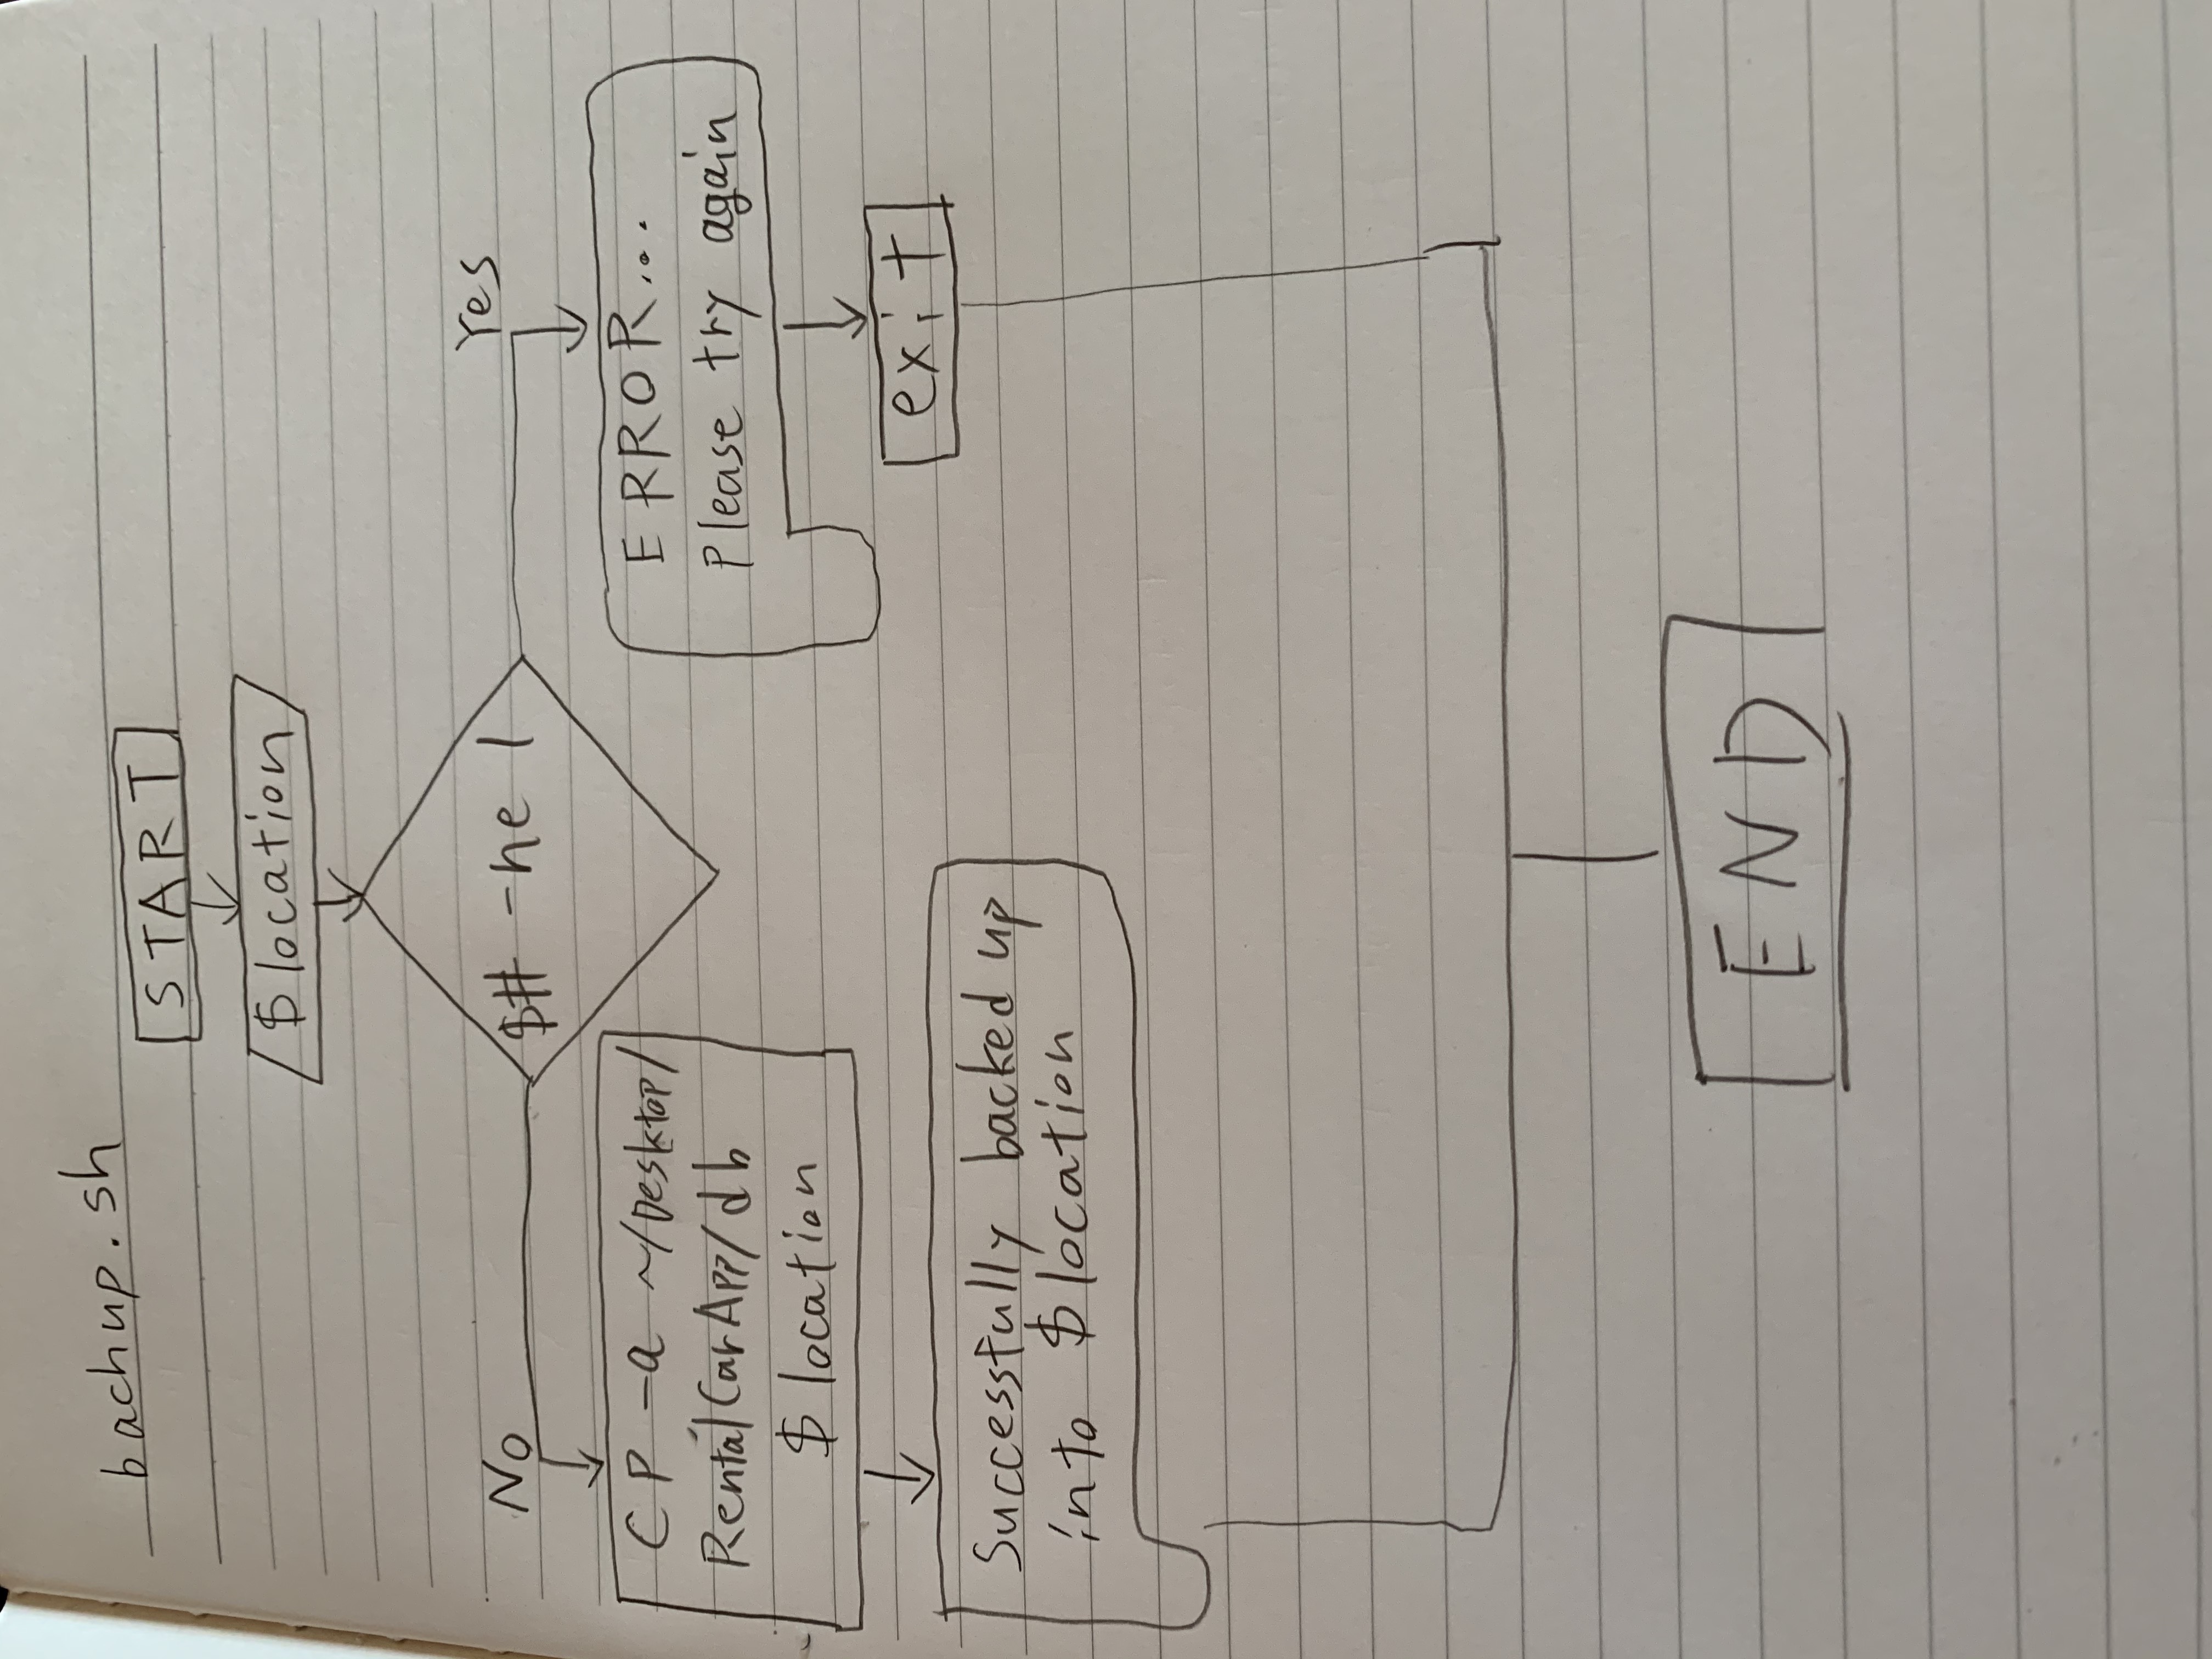 bachup.sh
START
$location
$# -ne 1
No
Yes
CP -a ~/Desktop/
RentalCarApp/db
$location
ERROR...
Please try again
exit
Successfully backed up
into $location
END